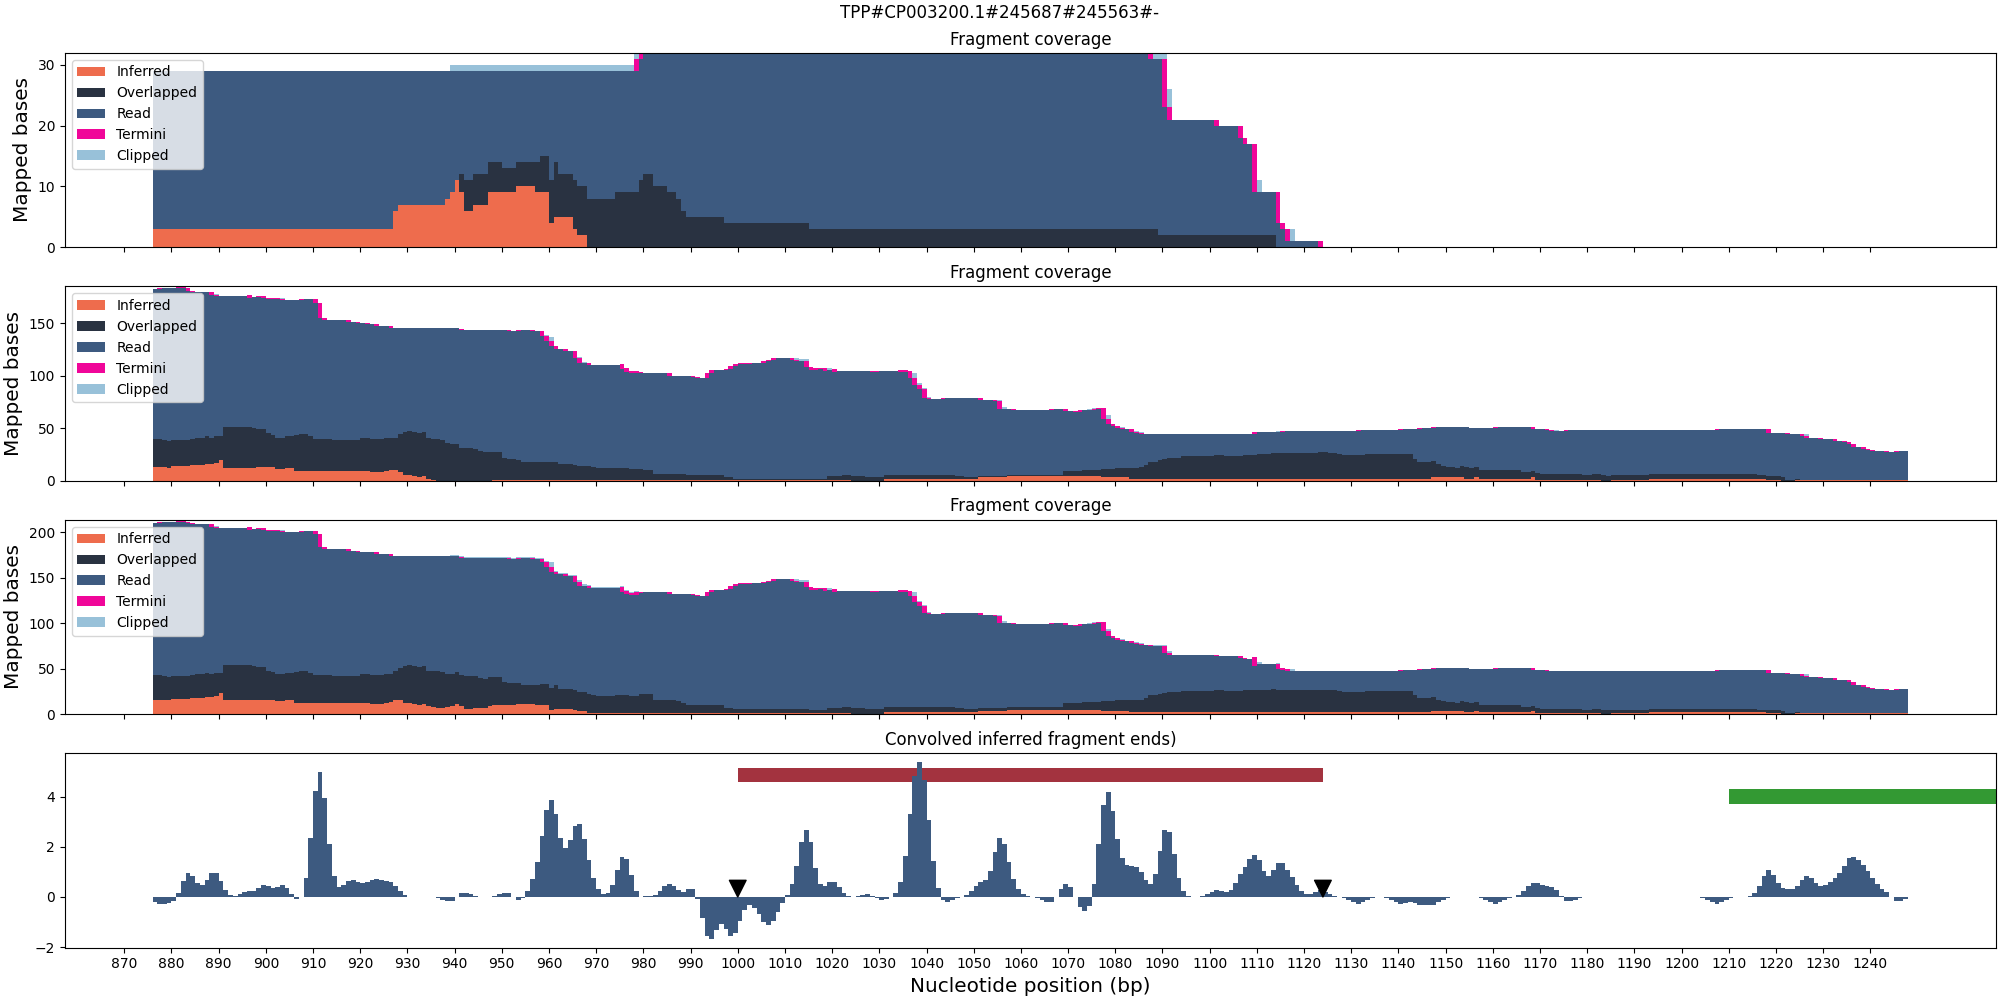 TPP#CP003200.1#245687#245563#-
Fragment coverage
Mapped bases
30
20
10
0
Inferred
Overlapped
Read
Termini
Clipped
Fragment coverage
Mapped bases
150
100
50
0
Inferred
Overlapped
Read
Termini
Clipped
Fragment coverage
Mapped bases
200
150
100
50
0
Inferred
Overlapped
Read
Termini
Clipped
Convolved inferred fragment ends)
4
2
0
−2
870 880 890 900 910 920 930 940 950 960 970 980 990 1000 1010 1020 1030 1040 1050 1060 1070 1080 1090 1100 1110 1120 1130 1140 1150 1160 1170 1180 1190 1200 1210 1220 1230 1240
Nucleotide position (bp)